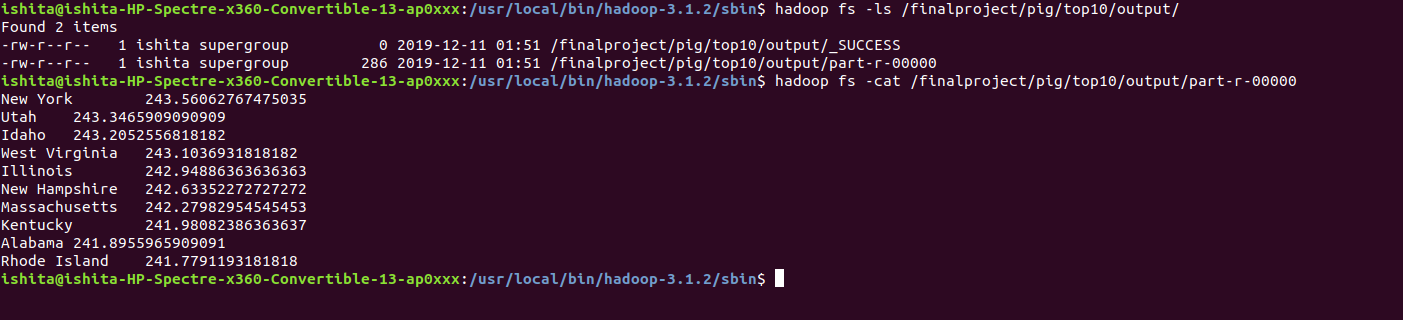 ishita@ishita-HP-Spectre-x360-Convertible-13-ap0xxx:/usr/local/bin/hadoop-3.1.2/sbin$ hadoop fs -ls /finalproject/pig/top10/output/
Found 2 items
-rw-r--r--   1 ishita supergroup          0 2019-12-11 01:51 /finalproject/pig/top10/output/_SUCCESS
-rw-r--r--   1 ishita supergroup        286 2019-12-11 01:51 /finalproject/pig/top10/output/part-r-00000
ishita@ishita-HP-Spectre-x360-Convertible-13-ap0xxx:/usr/local/bin/hadoop-3.1.2/sbin$ hadoop fs -cat /finalproject/pig/top10/output/part-r-00000
New York        243.56062767475035
Utah    243.3465909090909
Idaho   243.2052556818182
West Virginia   243.1036931818182
Illinois        242.94886363636363
New Hampshire   242.63352272727272
Massachusetts   242.27982954545453
Kentucky        241.98082386363637
Alabama 241.8955965909091
Rhode Island    241.7791193181818
ishita@ishita-HP-Spectre-x360-Convertible-13-ap0xxx:/usr/local/bin/hadoop-3.1.2/sbin$